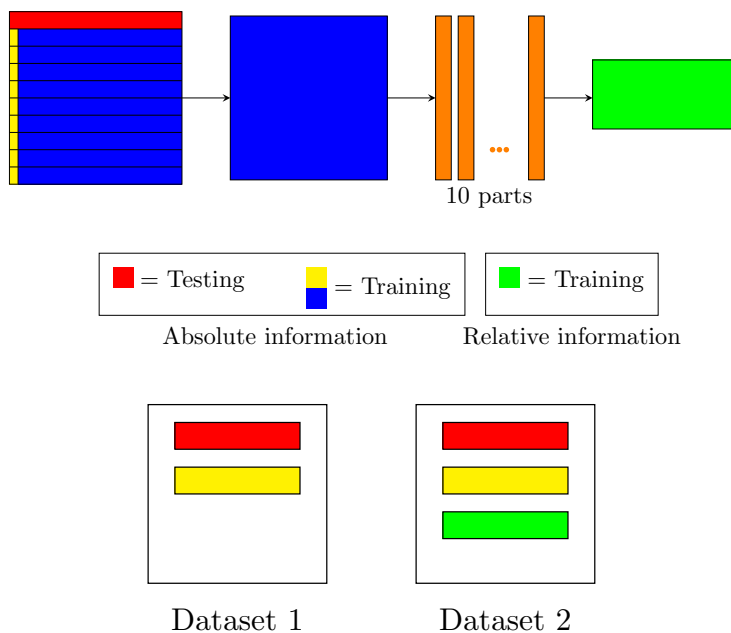 10 parts
= Testing
= Training
= Training
Absolute information
Relative information
Dataset 1
Dataset 2